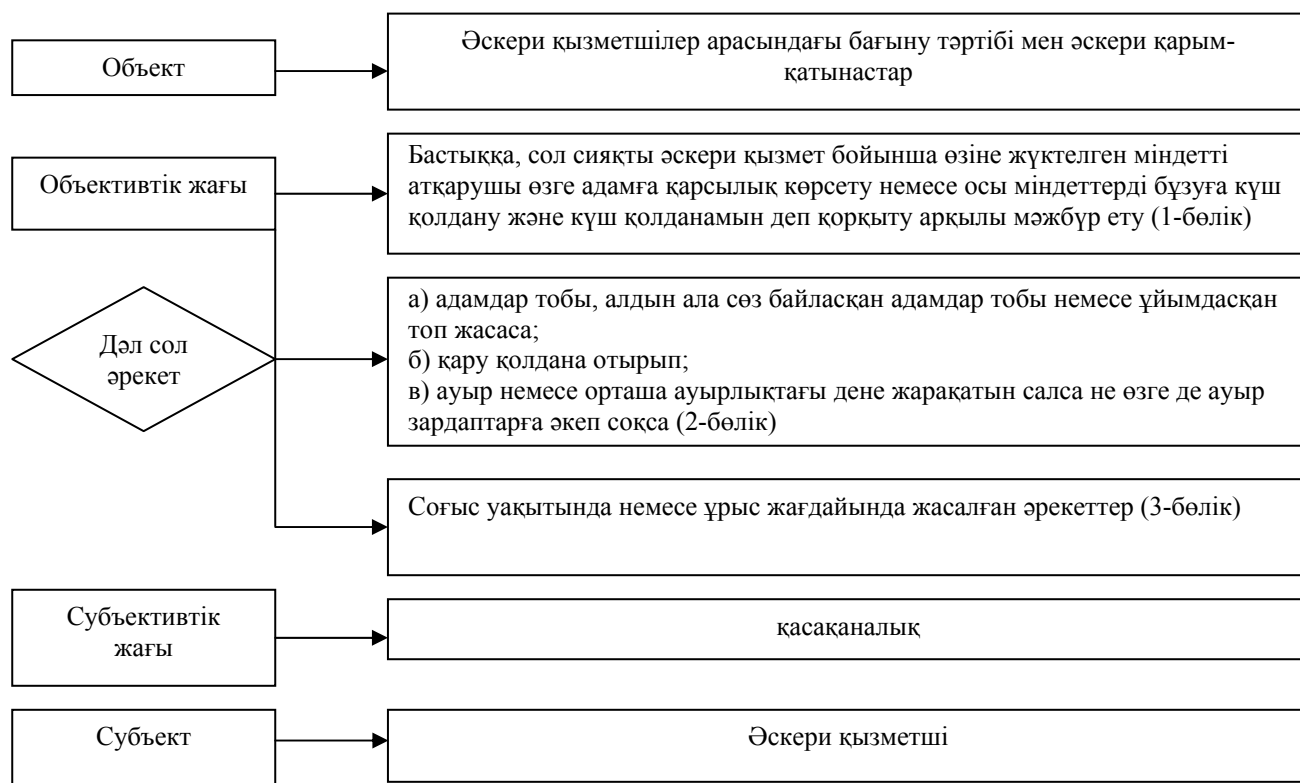 Объект
Әскери қызметшілер арасындағы бағыну тәртібі мен әскери қарым-
қатынастар
Объективтік жағы
Бастыққа, сол сияқты әскери қызмет бойынша өзіне жүктелген міндетті
атқарушы өзге адамға қарсылық көрсету немесе осы міндеттерді бұзуға күш
қолдану және күш қолданамын деп қорқыту арқылы мәжбүр ету (1-бөлік)
Дәл сол
әрекет
а) адамдар тобы, алдын ала сөз байласқан адамдар тобы немесе ұйымдасқан
топ жасаса;
б) қару қолдана отырып;
в) ауыр немесе орташа ауырлықтағы дене жарақатын салса не өзге де ауыр
зардаптарға әкеп соқса (2-бөлік)
Соғыс уақытында немесе ұрыс жағдайында жасалған әрекеттер (3-бөлік)
Субъективтік
жағы
қасақаналық
Субъект
Әскери қызметші